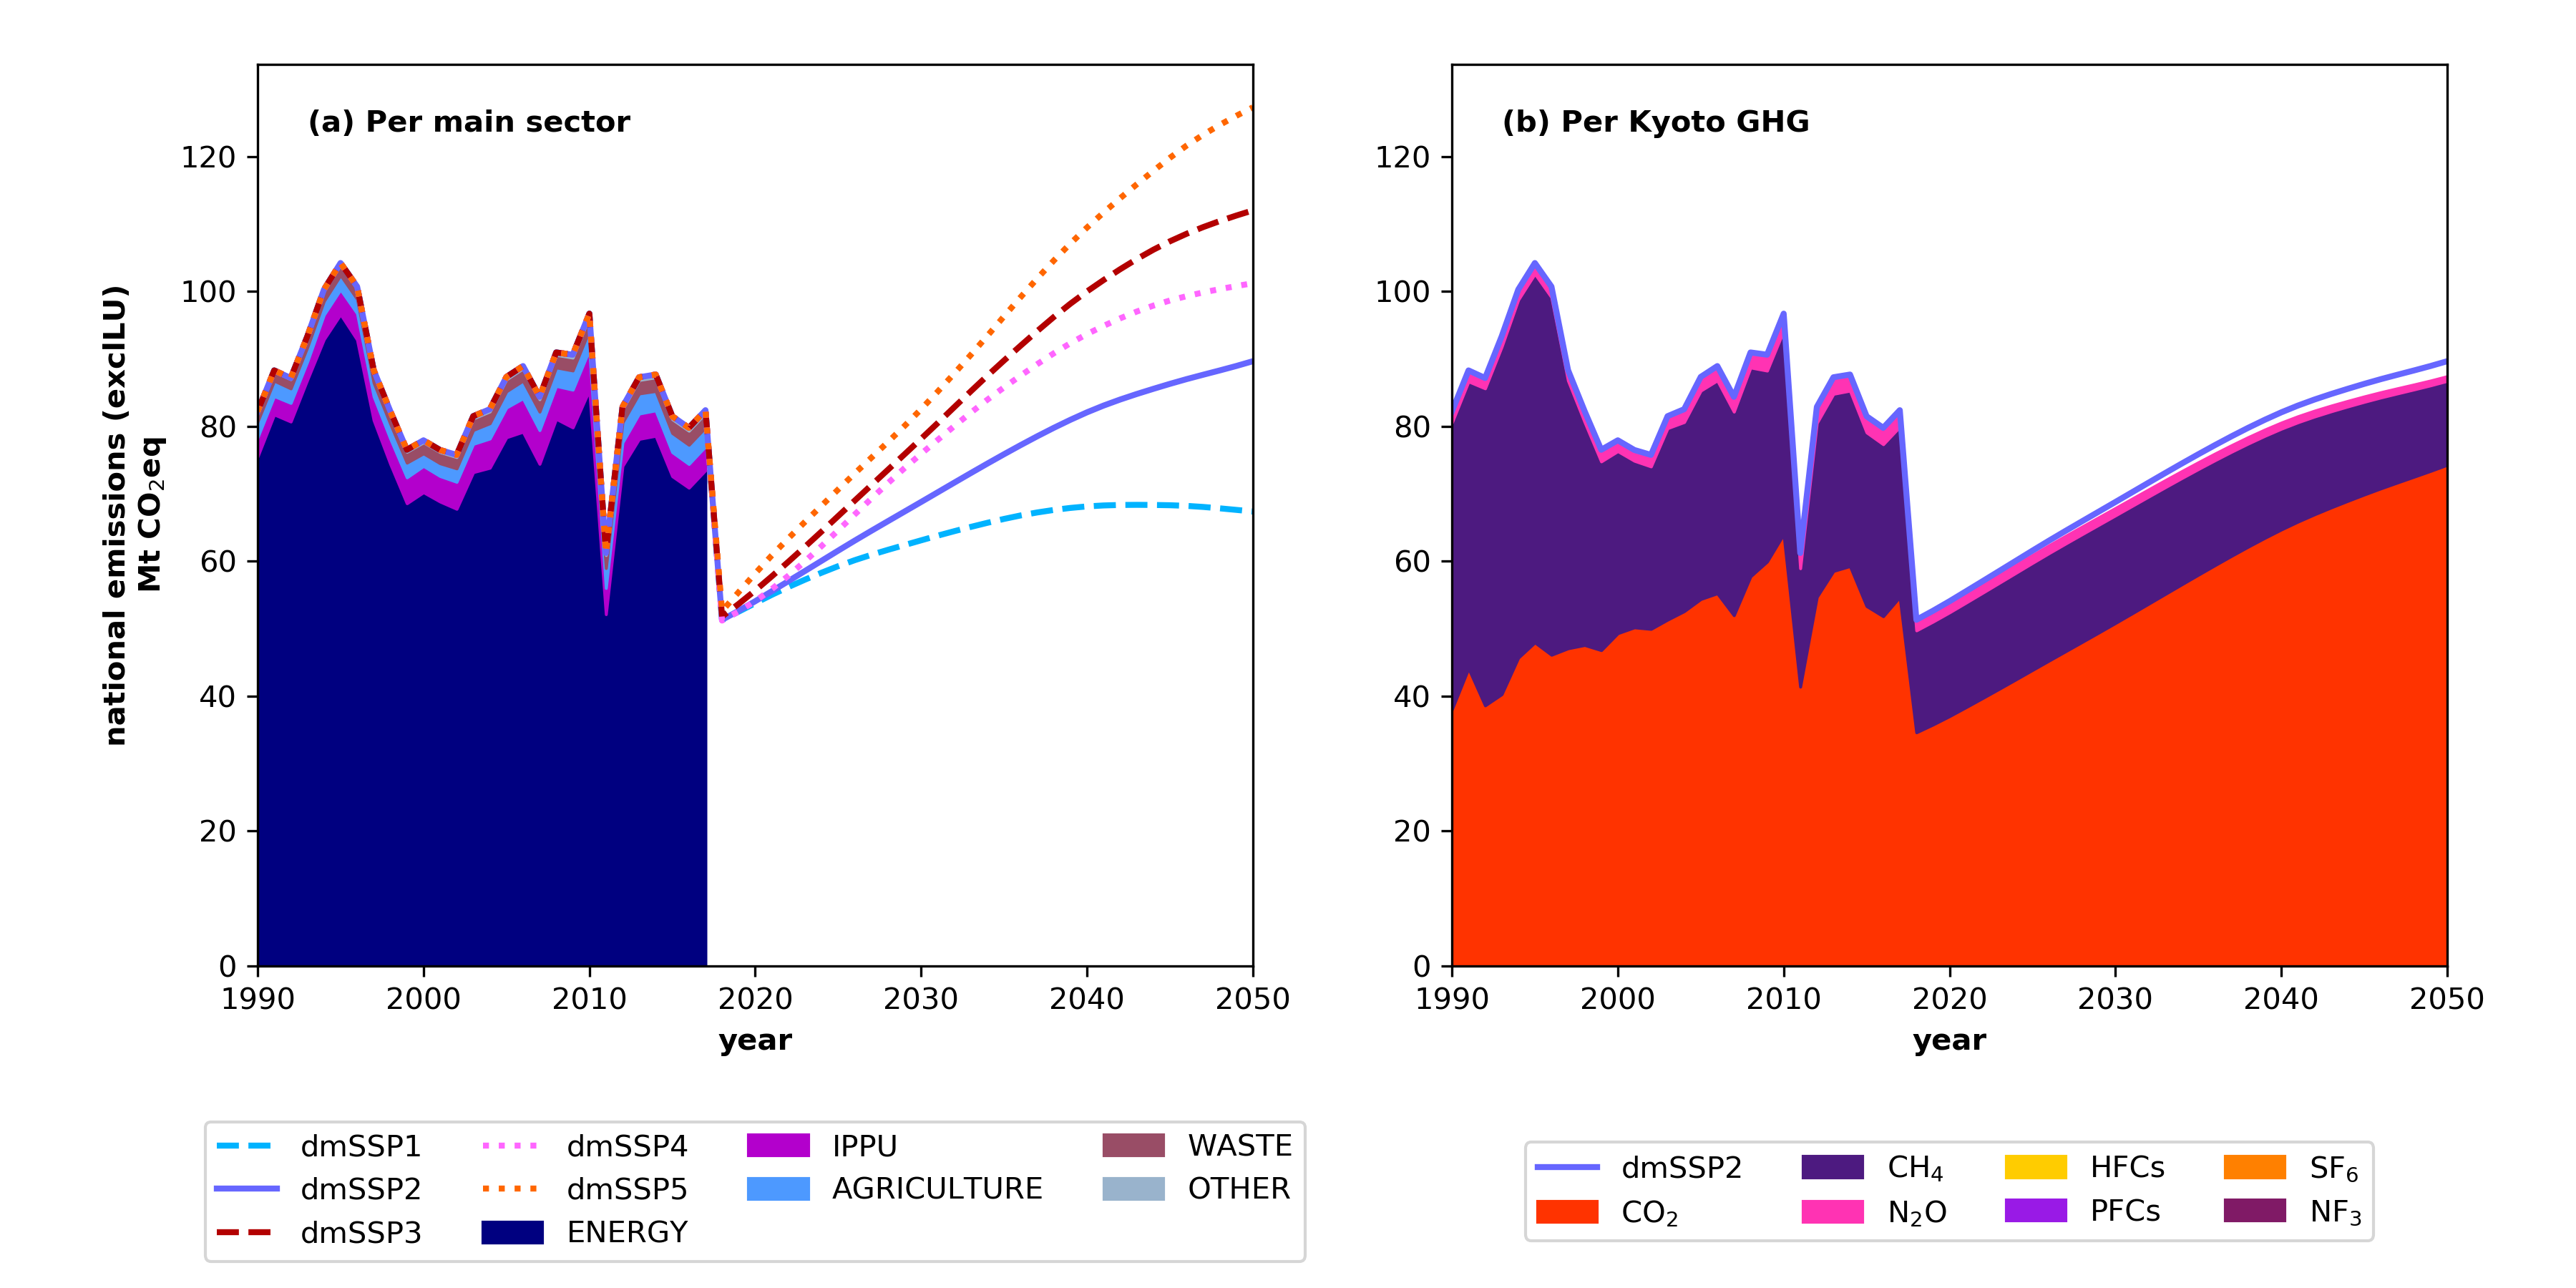 (a) Per main sector
national emissions (exclLU)
Mt CO₂eq
120
100
80
60
40
20
0
1990 2000 2010 2020 2030 2040 2050
year
dmSSP1 dmSSP4 IPPU WASTE
dmSSP2 dmSSP5 AGRICULTURE OTHER
dmSSP3 ENERGY
(b) Per Kyoto GHG
120
100
80
60
40
20
0
1990 2000 2010 2020 2030 2040 2050
year
dmSSP2 CH₄ HFCs SF₆
CO₂ N₂O PFCs NF₃